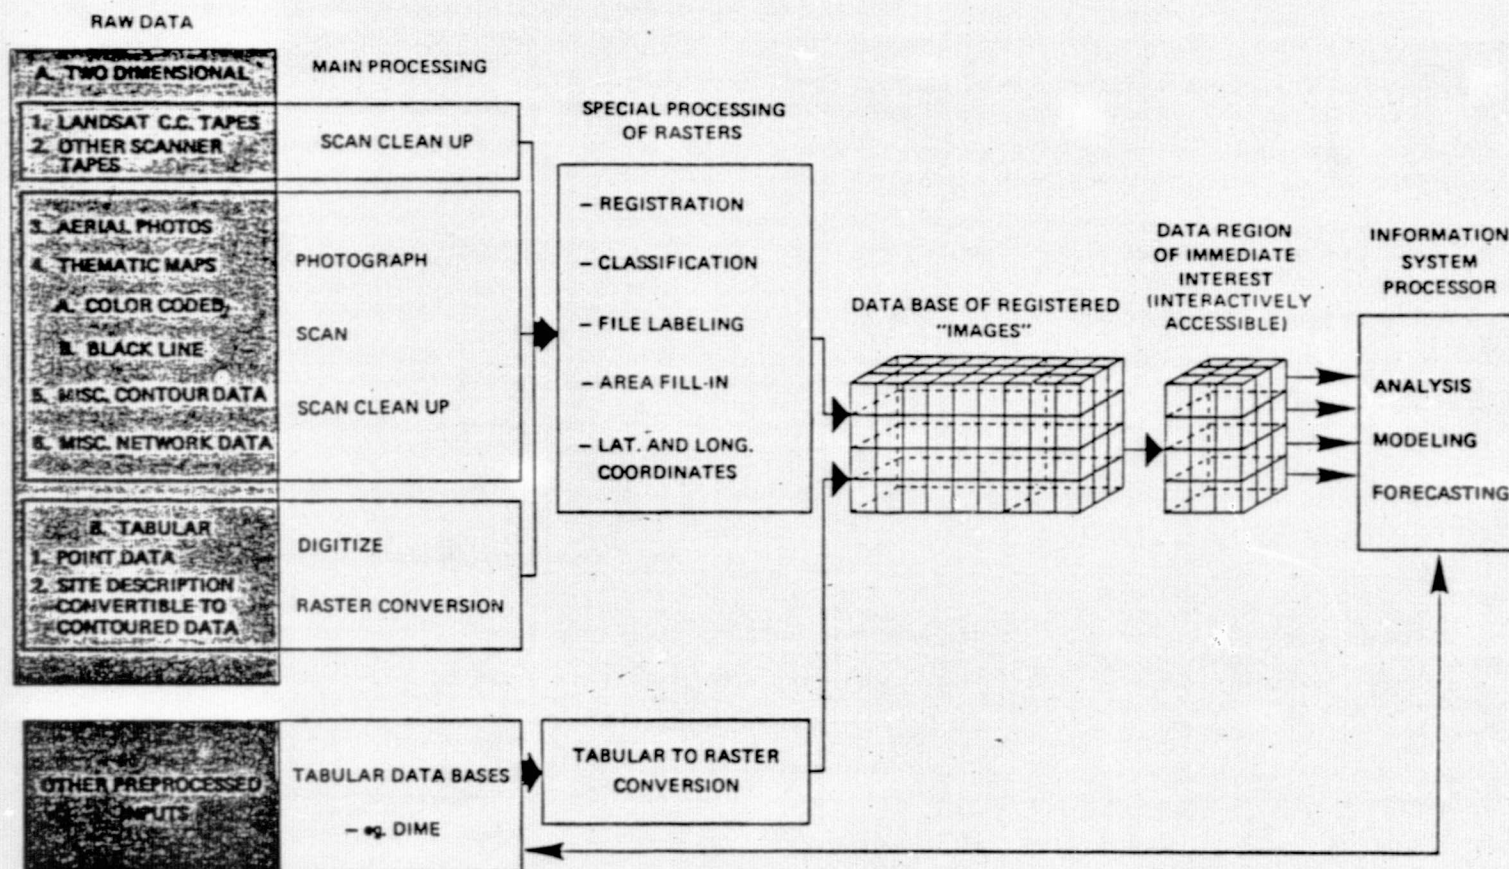 RAW DATA
A. TWO DIMENSIONAL
1. LANDSAT C.C. TAPES
2. OTHER SCANNER
TAPES
3. AERIAL PHOTOS
4. THEMATIC MAPS
A. COLOR CODED
B. BLACK LINE
5. MISC. CONTOUR DATA
6. MISC. NETWORK DATA
B. TABULAR
1. POINT DATA
2. SITE DESCRIPTION
CONVERTIBLE TO
CONTOURED DATA
OTHER PREPROCESSED
INPUTS
MAIN PROCESSING
SCAN CLEAN UP
PHOTOGRAPH
SCAN
SCAN CLEAN UP
DIGITIZE
RASTER CONVERSION
TABULAR DATA BASES
– eg. DIME
SPECIAL PROCESSING
OF RASTERS
– REGISTRATION
– CLASSIFICATION
– FILE LABELING
– AREA FILL-IN
– LAT. AND LONG.
COORDINATES
TABULAR TO RASTER
CONVERSION
DATA BASE OF REGISTERED
"IMAGES"
DATA REGION
OF IMMEDIATE
INTEREST
(INTERACTIVELY
ACCESSIBLE)
INFORMATION
SYSTEM
PROCESSOR
ANALYSIS
MODELING
FORECASTING